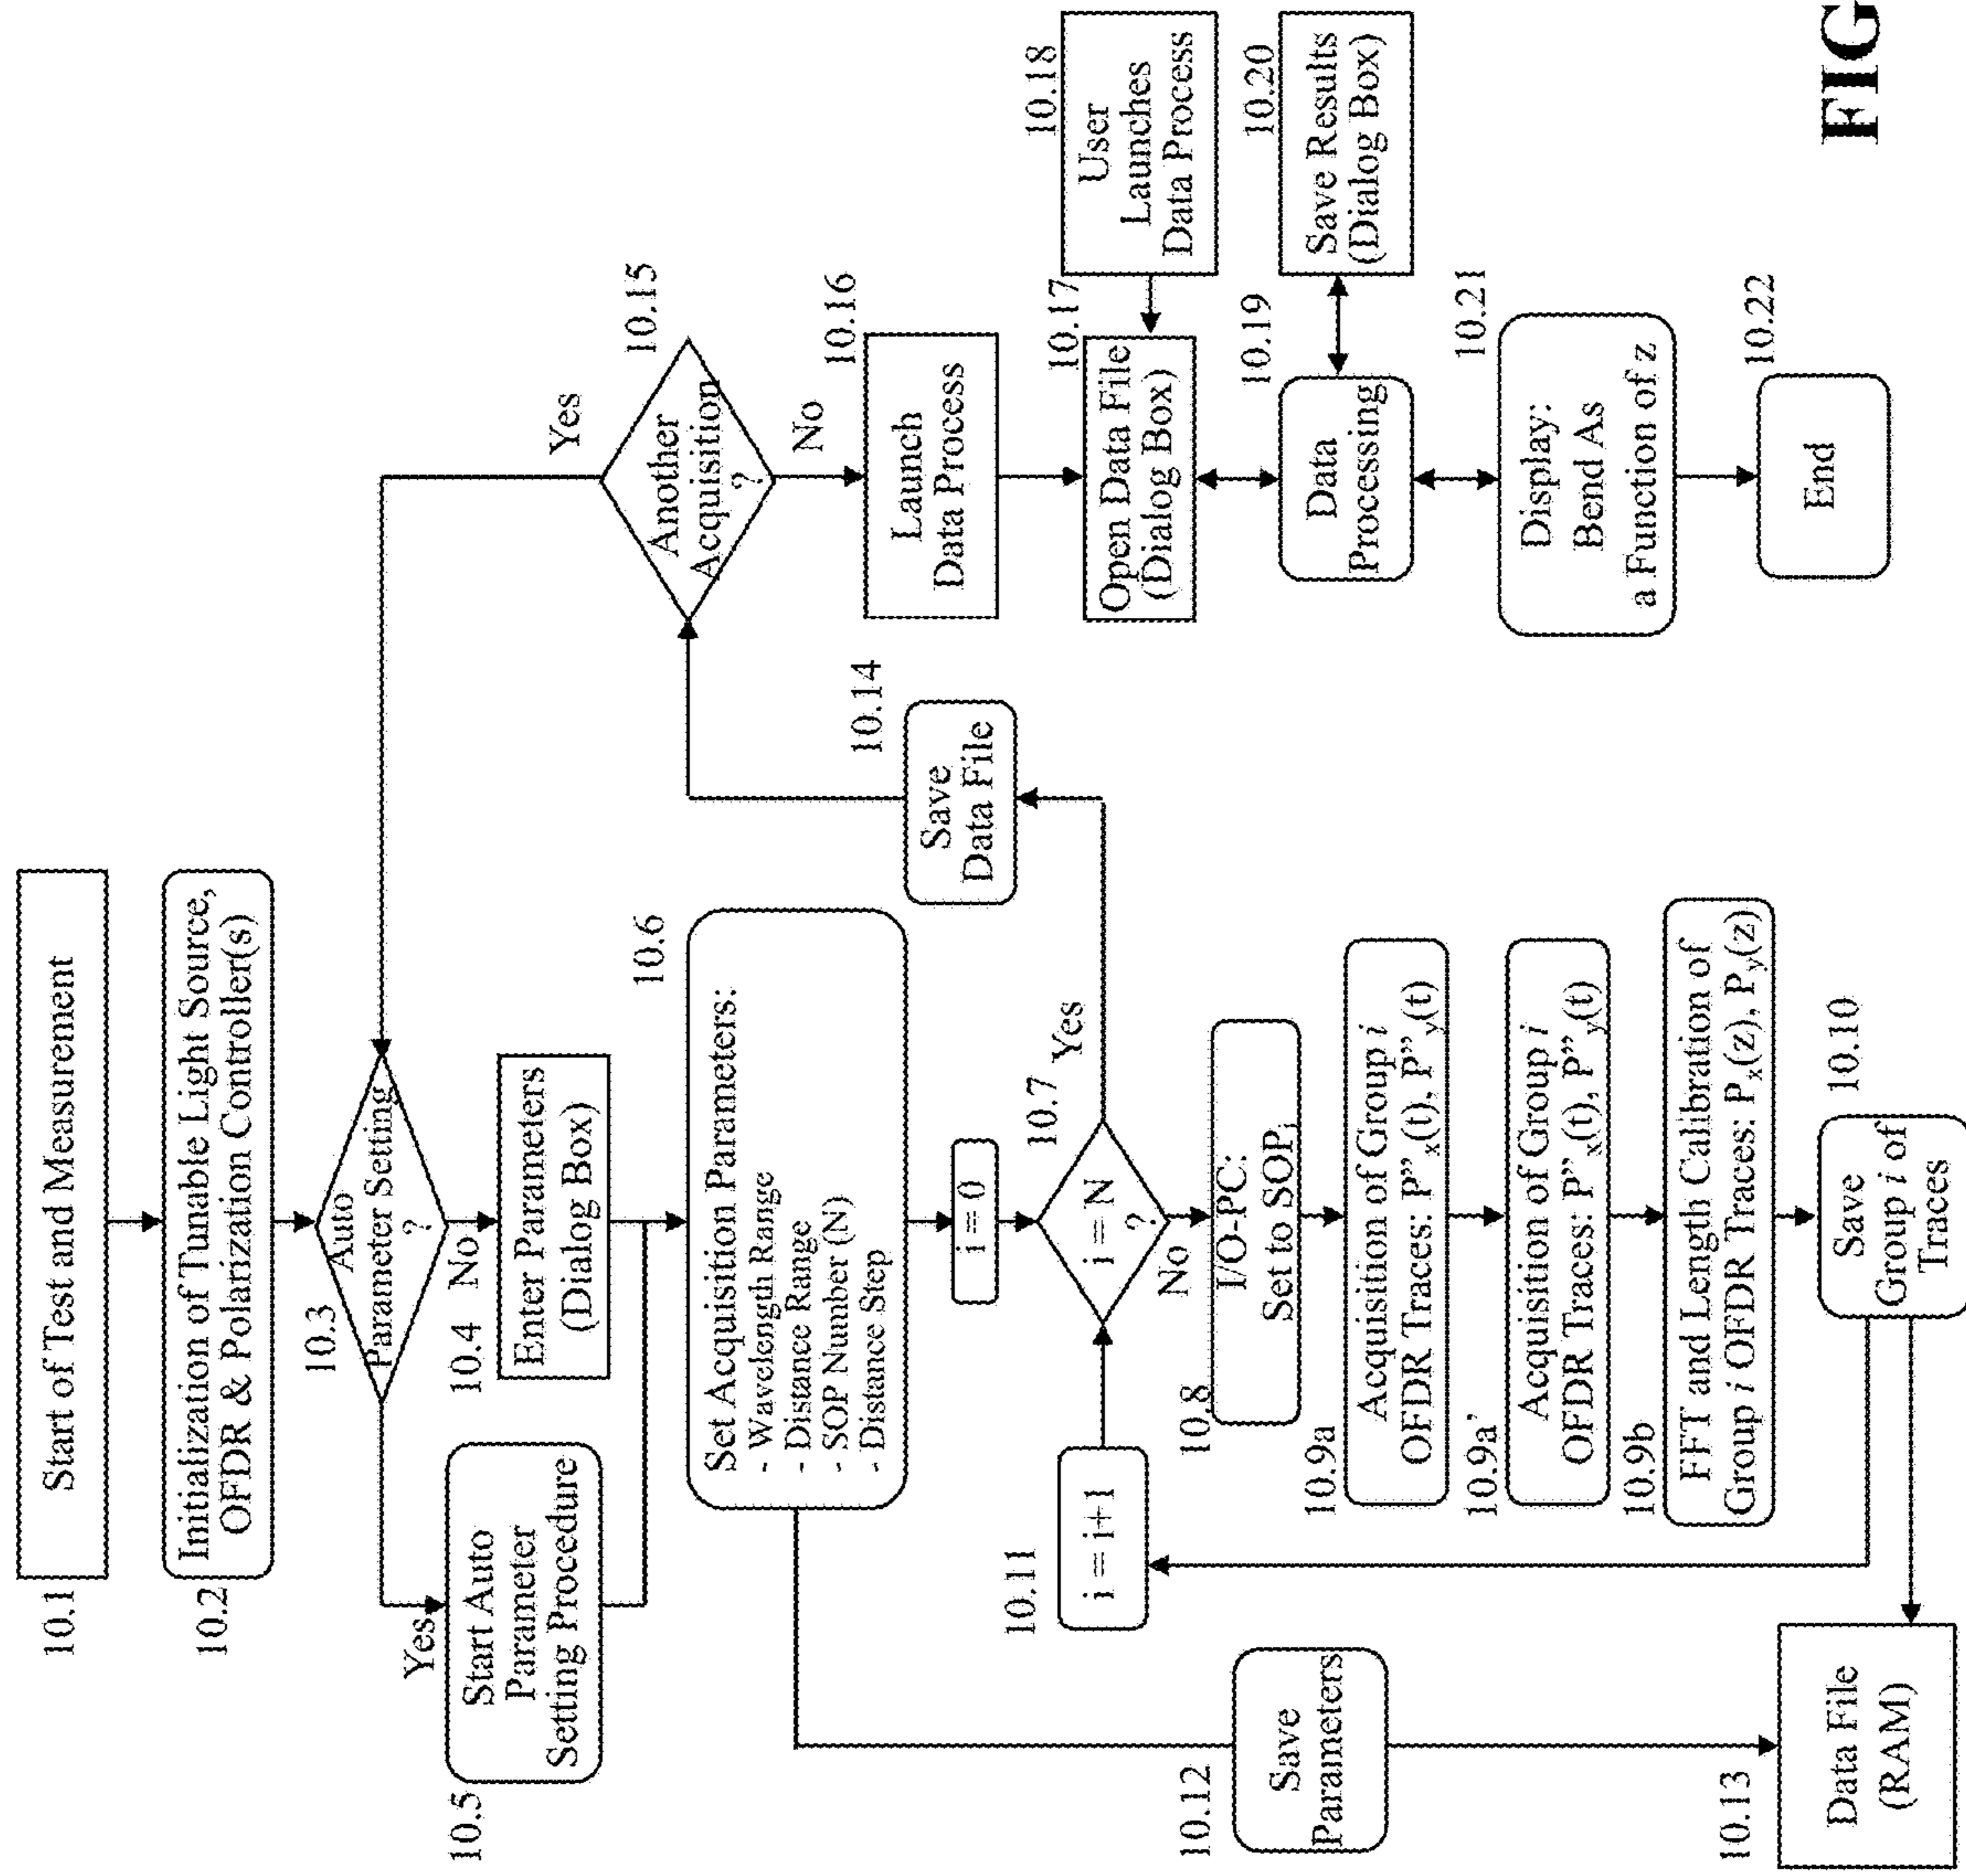 10.1
Start of Test and Measurement
10.2
Initialization of Tunable Light Source,
OFDR & Polarization Controller(s)
10.3
Auto
Parameter Setting
?
Yes
No
10.4
Enter Parameters
(Dialog Box)
10.5
Start Auto
Parameter
Setting Procedure
10.6
Set Acquisition Parameters:
- Wavelength Range
- Distance Range
- SOP Number (N)
- Distance Step
i = 0
10.7
i = N
?
Yes
No
10.8
I/O-PC:
Set to SOPi
10.9a
Acquisition of Group i
OFDR Traces: P”x(t), P”y(t)
10.9a’
Acquisition of Group i
OFDR Traces: P”x(t), P”y(t)
10.9b
FFT and Length Calibration of
Group i OFDR Traces: Px(z), Py(z)
10.10
Save
Group i of
Traces
10.11
i = i+1
10.12
Save
Parameters
10.13
Data File
(RAM)
10.14
Save
Data File
10.15
Another
Acquisition
?
Yes
No
10.16
Launch
Data Process
10.17
Open Data File
(Dialog Box)
10.18
User
Launches
Data Process
10.19
Data
Processing
10.20
Save Results
(Dialog Box)
10.21
Display:
Bend As
a Function of z
10.22
End
FIG